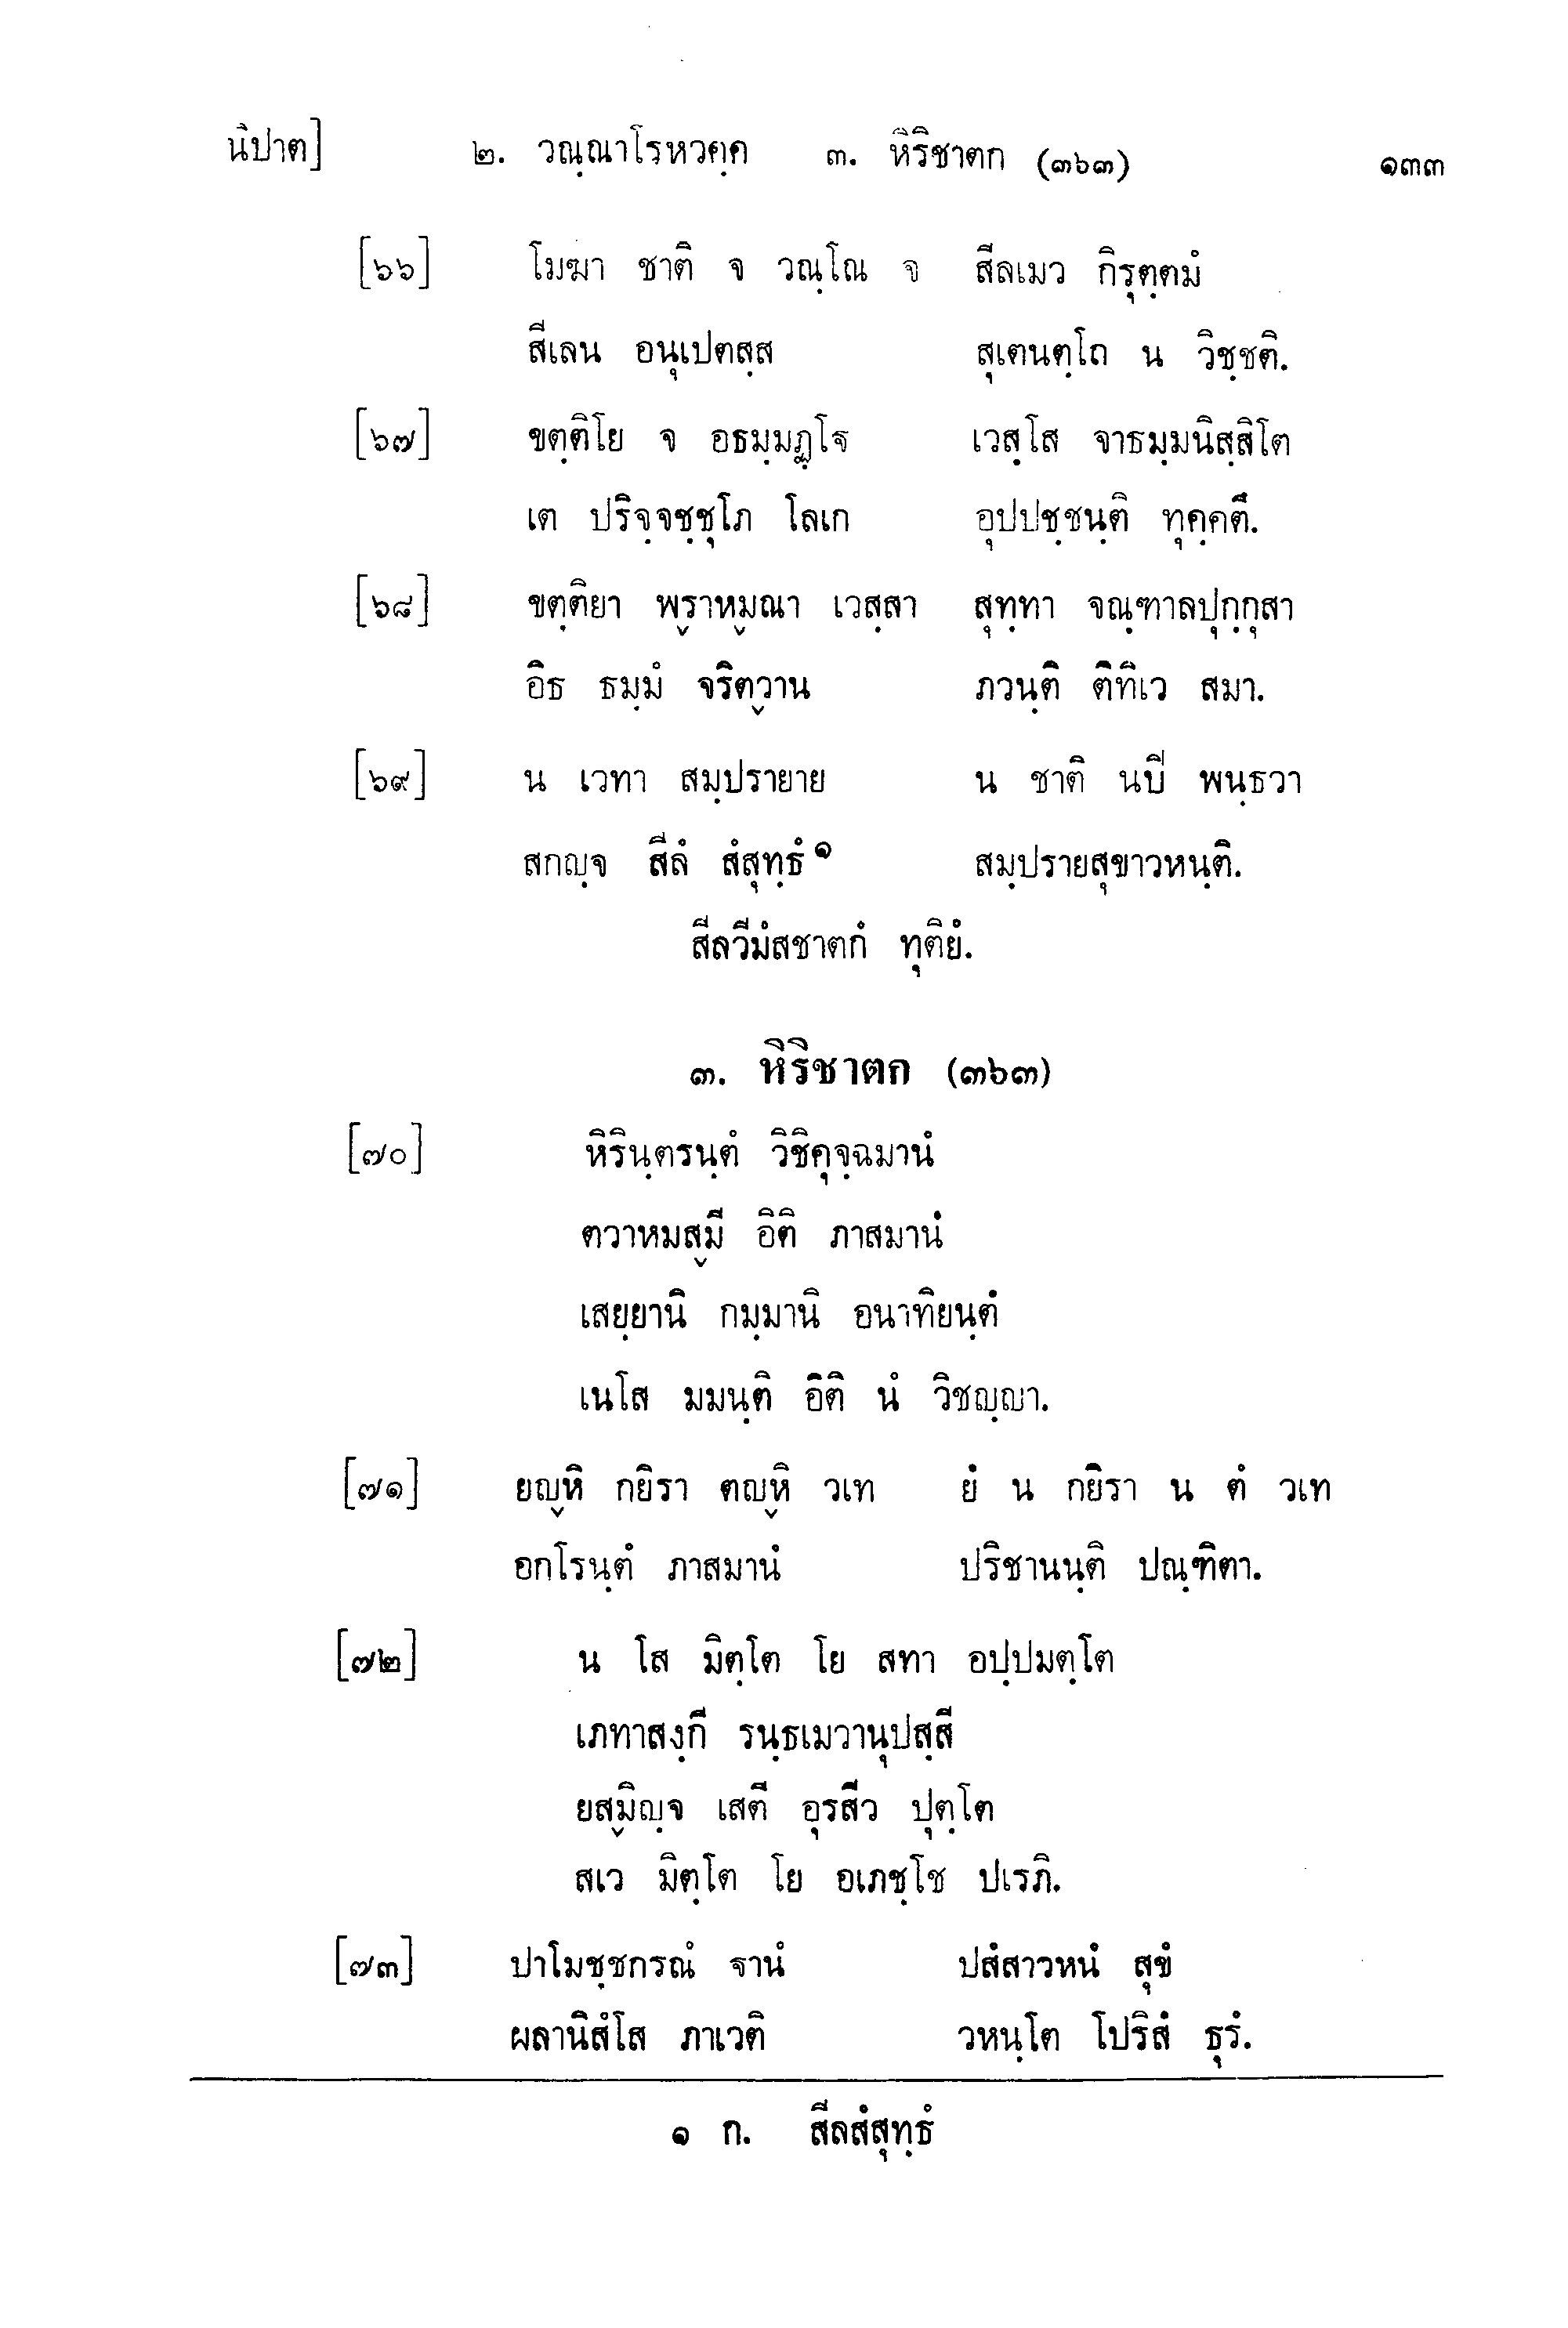 นิปาต] ๒. วณฺณาโรหวคฺค ๓. หิริชาตก (๓๖๓) ๑๓๓
[๖๖] โมฆา ชาติ จ วณฺโณ จ สีลเมว กิรุตฺตมํ
สีเลน อนุเปตสฺส สุเตนตฺโถ น วิชฺชติ.
[๖๗] ขตฺติโย จ อธมฺมฏฺโฐ เวสฺโส จาธมฺมนิสฺสิโต
เต ปริจฺจชฺชุโภ โลเก อุปปชฺชนฺติ ทุคฺคตึ.
[๖๘] ขตฺติยา พฺราหฺมณา เวสฺสา สุทฺทา จณฺฑาลปุกฺกุสา
อิธ ธมฺมํ จริตฺวาน ภวนฺติ ติทิเว สมา.
[๖๙] น เวทา สมฺปรายาย น ชาติ นปิ พนฺธวา
สกญฺจ สีลํ สํสุทฺธํ๑ สมฺปรายสุขาวหนฺติ.
สีลวีมํสชาตกํ ทุติยํ.
๓. หิริชาตก (๓๖๓)
[๗๐] หิรินฺตรนฺตํ วิชิคุจฺฉมานํ
ตวาหมสฺมี อิติ ภาสมานํ
เสยฺยานิ กมฺมานิ อนาทิยนฺตํ
เนโส มมนฺติ อิติ นํ วิชญฺญา.
[๗๑] ยญฺหิ กยิรา ตญฺหิ วเท ยํ น กยิรา น ตํ วเท
อกโรนฺตํ ภาสมานํ ปริชานนฺติ ปณฺฑิตา.
[๗๒] น โส มิตฺโต โย สทา อปฺปมตฺโต
เภทาสงฺกี รนฺธเมวานุปสฺสี
ยสฺมิญฺจ เสตี อุรสีว ปุตฺโต
สเว มิตฺโต โย อเภชฺโช ปเรภิ.
[๗๓] ปาโมชฺชกรณํ ฐานํ ปสํสาวหนํ สุขํ
ผลานิสํโส ภาเวติ วหนฺโต โปริสํ ธุรํ.
๑ ก. สีลสํสุทฺธํ